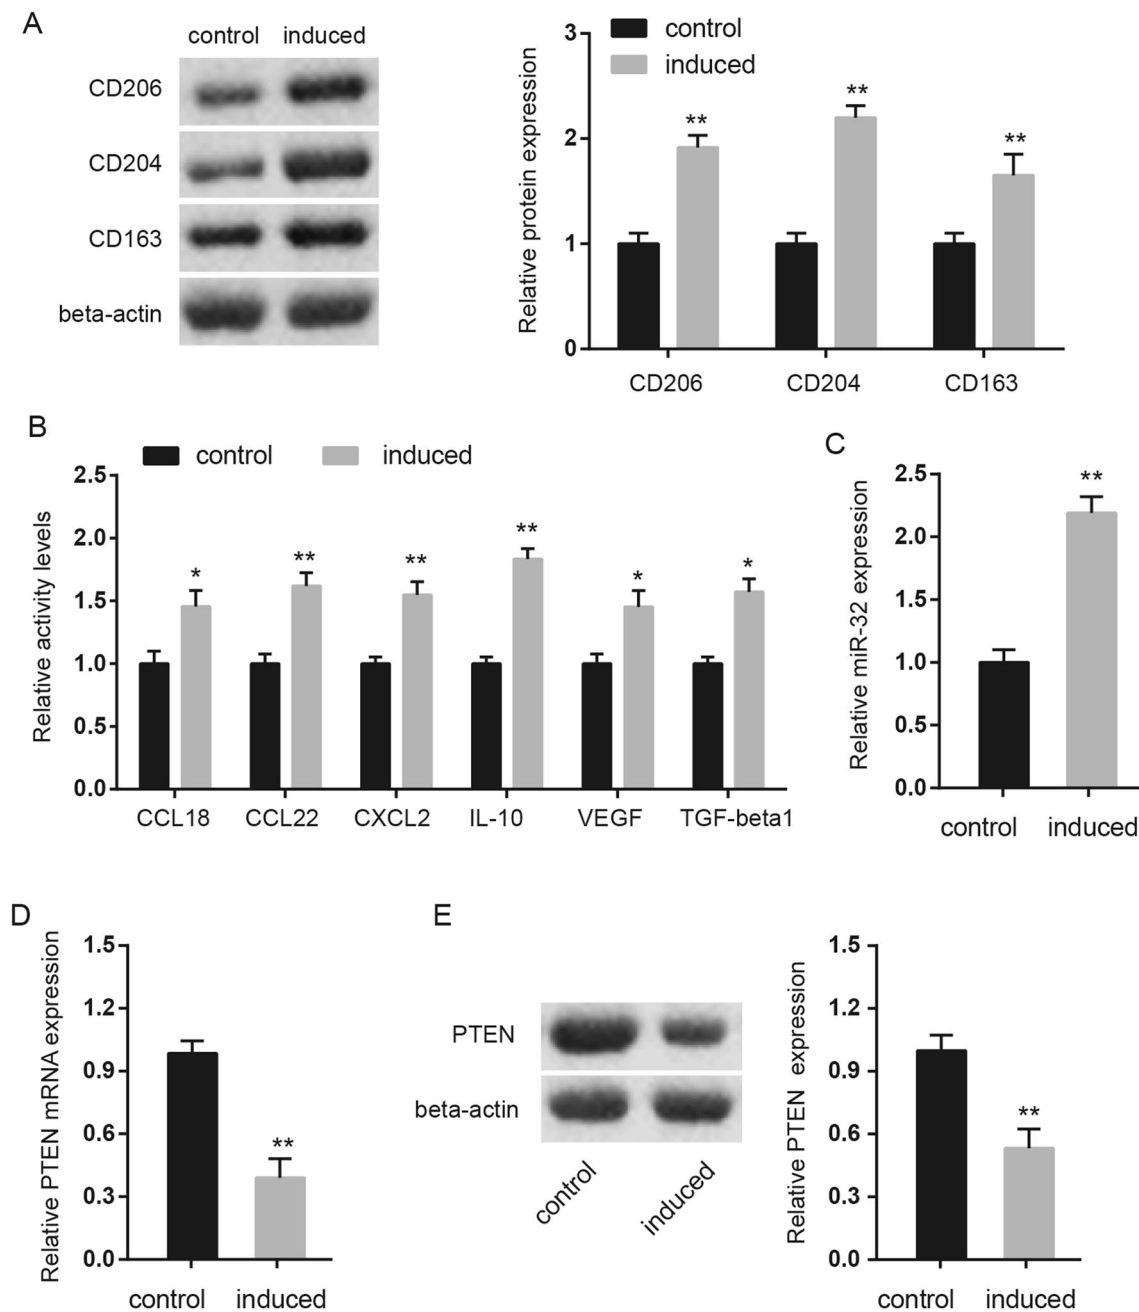 A
control induced
CD206
CD204
CD163
beta-actin
Relative protein expression
3
2
1
0
control
induced
**
**
**
CD206 CD204 CD163
B
control induced
Relative activity levels
2.5
2.0
1.5
1.0
0.5
0.0
*
**
**
**
*
*
CCL18 CCL22 CXCL2 IL-10 VEGF TGF-beta1
C
Relative miR-32 expression
2.5
2.0
1.5
1.0
0.5
0.0
**
control induced
D
Relative PTEN mRNA expression
1.5
1.2
0.9
0.6
0.3
0.0
**
control induced
E
PTEN
beta-actin
control
induced
Relative PTEN expression
1.5
1.2
0.9
0.6
0.3
0.0
**
control induced